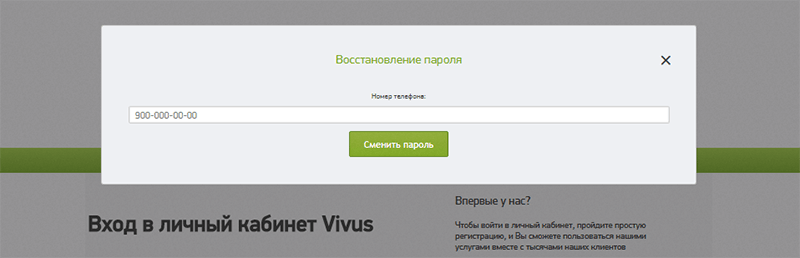 Восстановление пароля
Номер телефона:
900-000-00-00
Сменить пароль
Вход в личный кабинет Vivus
Впервые у нас?
Чтобы войти в личный кабинет, пройдите простую
регистрацию, и Вы сможете пользоваться нашими
услугами вместе с тысячами наших клиентов